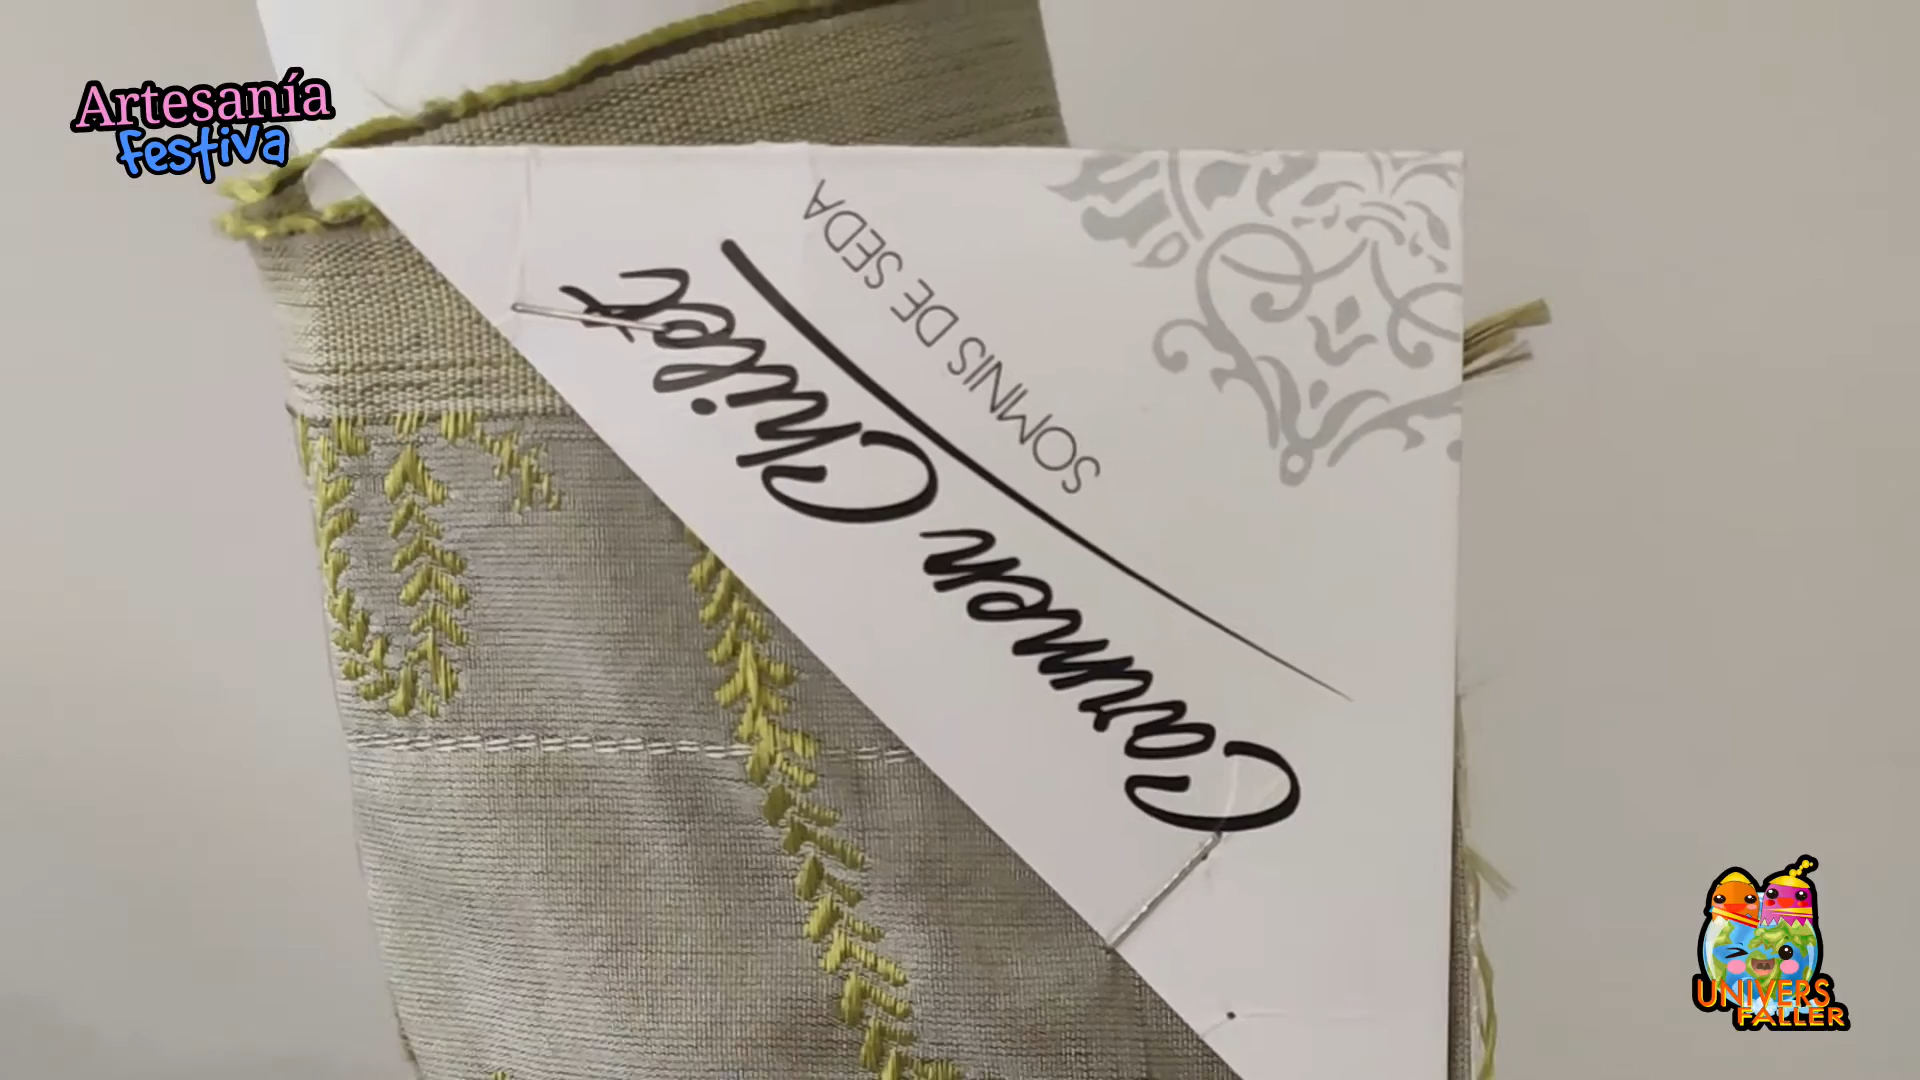 Artesanía
festiva
Carmen Chilet
SOMNIS DE SEDA
UNIVERS
FALLER